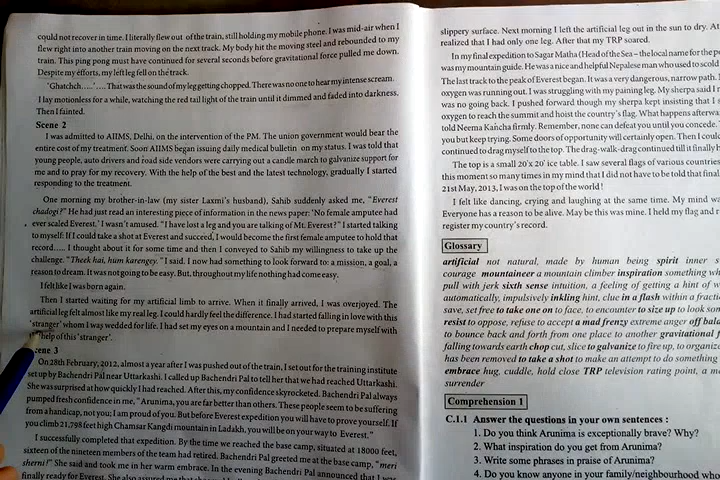 could not recover in time. I literally flew out of the train, still holding my mobile phone. I was mid-air when I
flew right into another train moving on the next track. My body hit the moving steel and rebounded to my
train. This ping pong must have continued for several seconds before gravitational force pulled me down.
Despite my efforts, my left leg fell on the track.
'Ghatchh.....'.... That was the sound of my leg getting chopped. There was no one to hear my intense scream.
I lay motionless for a while, watching the red tail light of the train until it dimmed and faded into darkness.
Then I fainted.
Scene 2
I was admitted to AIIMS, Delhi, on the intervention of the PM. The union government would bear the
entire cost of my treatment. Soon AIIMS began issuing daily medical bulletin on my status. I was told that
young people, auto drivers and road side vendors were carrying out a candle march to galvanize support for
me and to pray for my recovery. With the help of the best and the latest technology, gradually I started
responding to the treatment.
One morning my brother-in-law (my sister Laxmi's husband), Sahib suddenly asked me, "Everest
chadogi?" He had just read an interesting piece of information in the news paper: 'No female amputee had
ever scaled Everest.' I wasn't amused. "I have lost a leg and you are talking of Mt. Everest?" I started talking
to myself: If I could take a shot at Everest and succeed, I would become the first female amputee to hold that
record..... I thought about it for some time and then I conveyed to Sahib my willingness to take up the
challenge. "Theek hai, hum karengey." I said. I now had something to look forward to: a mission, a goal, a
reason to dream. It was not going to be easy. But, throughout my life nothing had come easy.
I felt like I was born again.
Then I started waiting for my artificial limb to arrive. When it finally arrived, I was overjoyed. The
artificial leg felt almost like my real leg. I could hardly feel the difference. I had started falling in love with this
'stranger' whom I was wedded for life. I had set my eyes on a mountain and I needed to prepare myself with
help of this 'stranger'.
ene 3
On 28th February, 2012, almost a year after I was pushed out of the train, I set out for the training institute
set up by Bachendri Pal near Uttarkashi. I called up Bachendri Pal to tell her that we had reached Uttarkashi.
She was surprised at how quickly I had reached. After this, my confidence skyrocketed. Bachendri Pal always
pumped fresh confidence in me, "Arunima, you are far better than others. These people seem to be suffering
from a handicap, not you; I am proud of you. But before Everest expedition you will have to prove yourself. If
you climb 21,798 feet high Chamsar Kangdi mountain in Ladakh, you will be on your way to Everest."
I successfully completed that expedition. By the time we reached the base camp, situated at 18000 feet,
sixteen of the nineteen members of the team had retired. Bachendri Pal greeted me at the base camp, "meri
sherni!" She said and took me in her warm embrace. In the evening Bachendri Pal announced that I was
finally ready for Everest. She also assured me that
slippery surface. Next morning I left the artificial leg out in the sun to dry. At
realized that I had only one leg. After that my TRP soared.
In my final expedition to Sagar Matha (Head of the Sea – the local name for the
was my mountain guide. He was a nice and helpful Nepalese man who used to scold
The last track to the peak of Everest began. It was a very dangerous, narrow path.
oxygen was running out. I was struggling with my paining leg. My sherpa said I
was no going back. I pushed forward though my sherpa kept insisting that I
oxygen to reach the summit and hoist the country's flag. What happens afterwa
told Neema Kancha firmly. Remember, none can defeat you until you concede.
you but keep trying. Some doors of opportunity will certainly open. Then I could
continued to drag myself to the top. The drag-walk-drag continued till it finally
The top is a small 20'x 20' ice table. I saw several flags of various countries
this moment so many times in my mind that I did not have to be told that final
21st May, 2013, I was on the top of the world!
I felt like dancing, crying and laughing at the same time. My mind wa
Everyone has a reason to be alive. May be this was mine. I held my flag and
register my country's record.
Glossary
artificial not natural, made by human being spirit inner s
courage mountaineer a mountain climber inspiration something wh
pull with jerk sixth sense intuition, a feeling of getting a hint of w
automatically, impulsively inkling hint, clue in a flash within a fract
save, set free to take one on to face, to encounter to size up to look som
resist to oppose, refuse to accept a mad frenzy extreme anger off bala
to bounce back and forth from one place to another gravitational f
falling towards earth chop cut, slice to galvanize to fire up, to organiz
has been removed to take a shot to make an attempt to do something
embrace hug, cuddle, hold close TRP television rating point, a m
surrender
Comprehension 1
C.1.1 Answer the questions in your own sentences :
1. Do you think Arunima is exceptionally brave? Why?
2. What inspiration do you get from Arunima?
3. Write some phrases in praise of Arunima?
4. Do you know anyone in your family/neighbourhood who